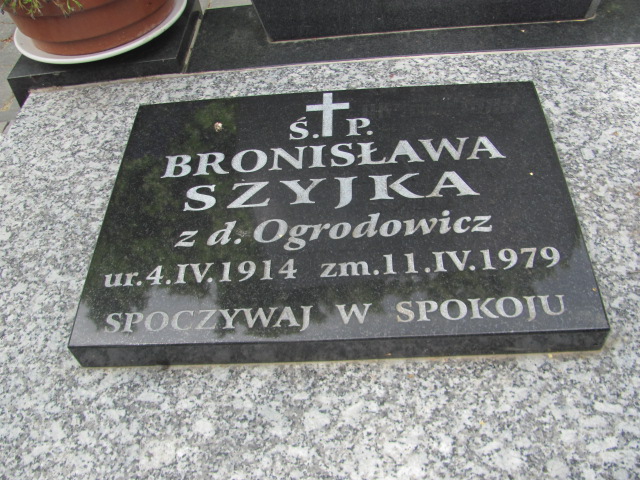 Ś. P.
BRONISŁAWA
SZYJKA
z d. Ogrodowicz
ur.4.IV.1914 zm.11.IV.1979
SPOCZYWAJ W SPOKOJU